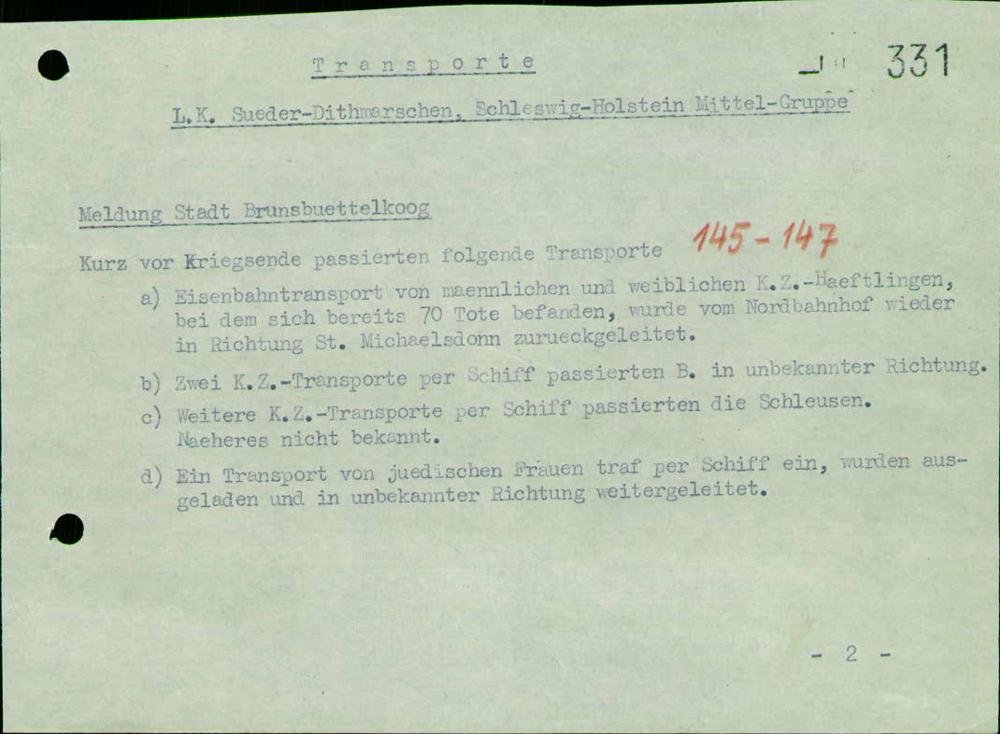 Transporte
331
L.K. Sueder-Dithmarschen, Schleswig-Holstein Mittel-Gruppe
Meldung Stadt Brunsbuettelkoog
145-147
Kurz vor Kriegsende passierten folgende Transporte
a) Eisenbahntransport von maennlichen und weiblichen K.Z.-Haeftlingen,
bei dem sich bereits 70 Tote befanden, wurde vom Nordbahnhof wieder
in Richtung St. Michaelsdonn zurueckgeleitet.
b) Zwei K.Z.-Transporte per Schiff passierten B. in unbekannter Richtung.
c) Weitere K.Z.-Transporte per Schiff passierten die Schleusen.
Naeheres nicht bekannt.
d) Ein Transport von juedischen Frauen traf per Schiff ein, wurden aus-
geladen und in unbekannter Richtung weitergeleitet.
- 2 -